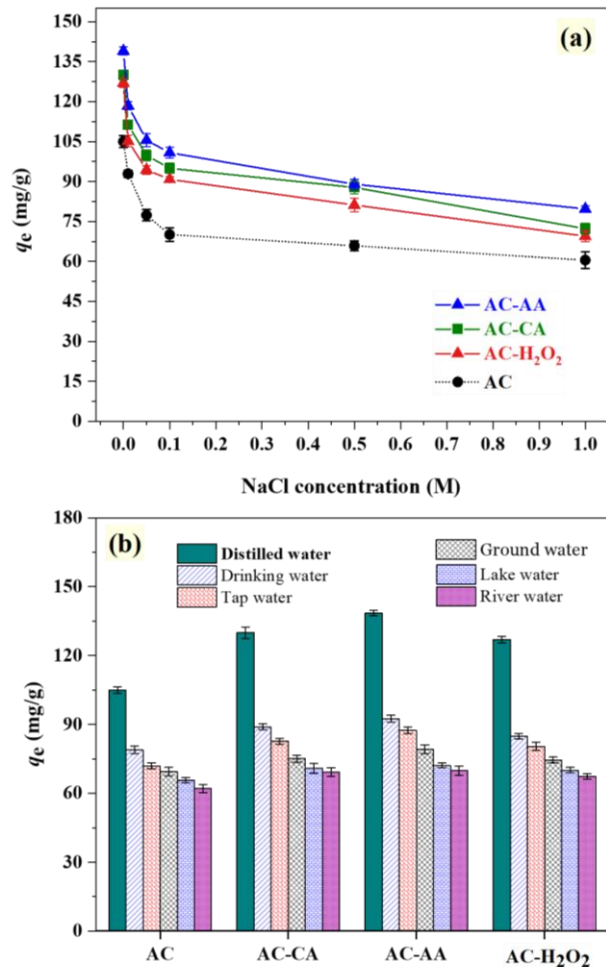 150
(a)
135
120
105
90
75
60
45
30
15
0
qe (mg/g)
AC-AA
AC-CA
AC-H₂O₂
AC
0.0 0.1 0.2 0.3 0.4 0.5 0.6 0.7 0.8 0.9 1.0
NaCl concentration (M)
180
(b)
Distilled water
Drinking water
Tap water
Ground water
Lake water
River water
150
120
90
60
30
0
qe (mg/g)
AC AC-CA AC-AA AC-H₂O₂